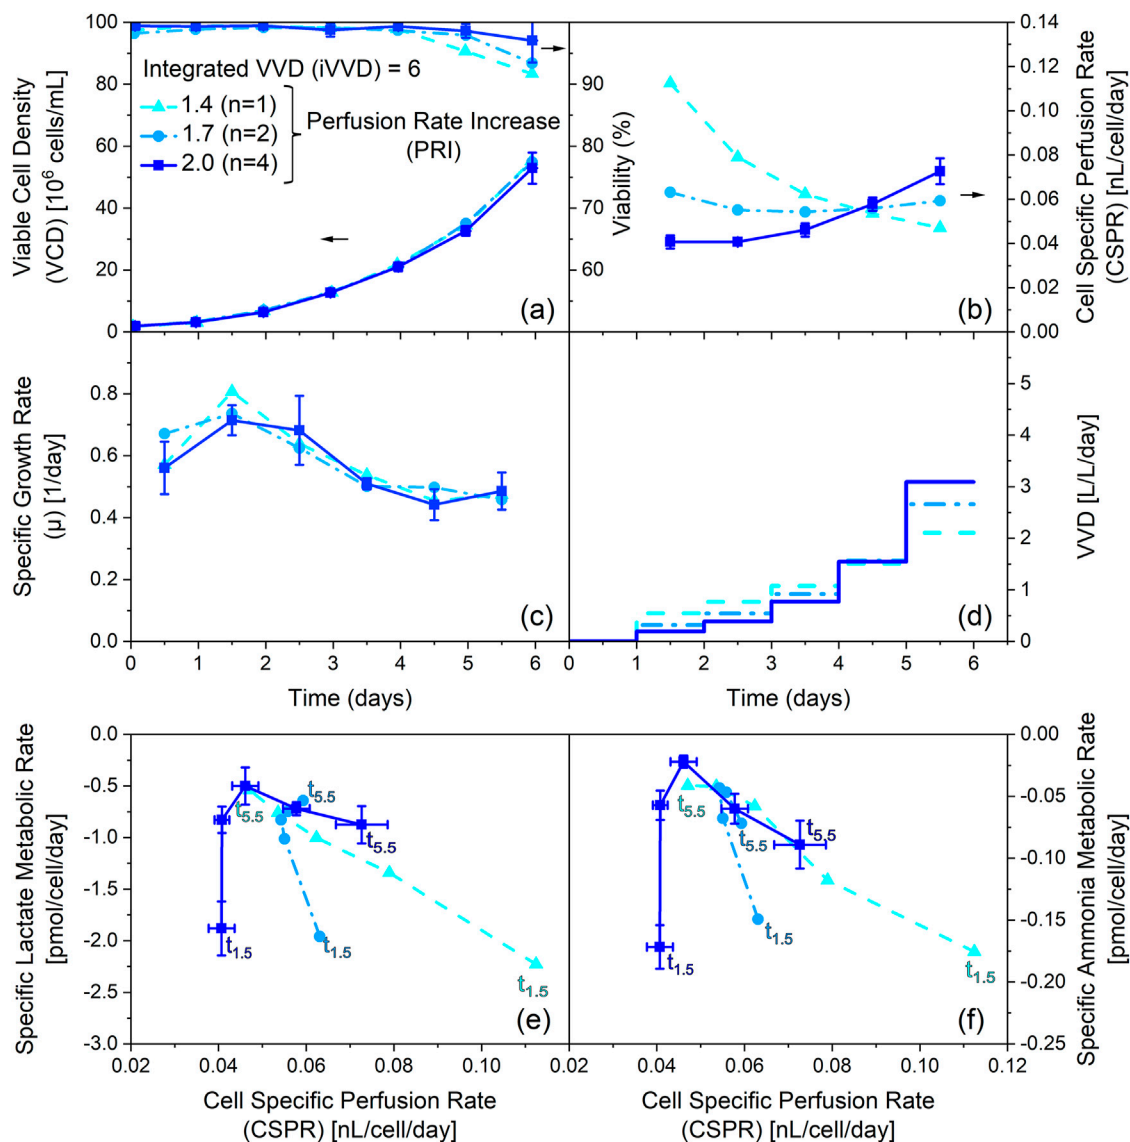 Viable Cell Density
(VCD) [10⁶ cells/mL]
100
80
60
40
20
0
Integrated VVD (iVVD) = 6
1.4 (n=1)
1.7 (n=2)
2.0 (n=4)
Perfusion Rate Increase
(PRI)
(a)
90
80
70
60
Viability (%)
(b)
0.14
0.12
0.10
0.08
0.06
0.04
0.02
0.00
Cell Specific Perfusion Rate
(CSPR) [nL/cell/day]
Specific Growth Rate
(μ) [1/day]
0.8
0.6
0.4
0.2
0.0
(c)
0 1 2 3 4 5 6
Time (days)
(d)
5
4
3
2
1
0
VVD [L/L/day]
0 1 2 3 4 5 6
Time (days)
Specific Lactate Metabolic Rate
[pmol/cell/day]
0.0
-0.5
-1.0
-1.5
-2.0
-2.5
-3.0
t₅.₅
t₅.₅
t₅.₅
t₁.₅
t₁.₅
t₁.₅
(e)
0.02 0.04 0.06 0.08 0.10
Cell Specific Perfusion Rate
(CSPR) [nL/cell/day]
t₅.₅
t₅.₅
t₅.₅
t₁.₅
t₁.₅
t₁.₅
(f)
0.00
-0.05
-0.10
-0.15
-0.20
-0.25
Specific Ammonia Metabolic Rate
[pmol/cell/day]
0.02 0.04 0.06 0.08 0.10 0.12
Cell Specific Perfusion Rate
(CSPR) [nL/cell/day]